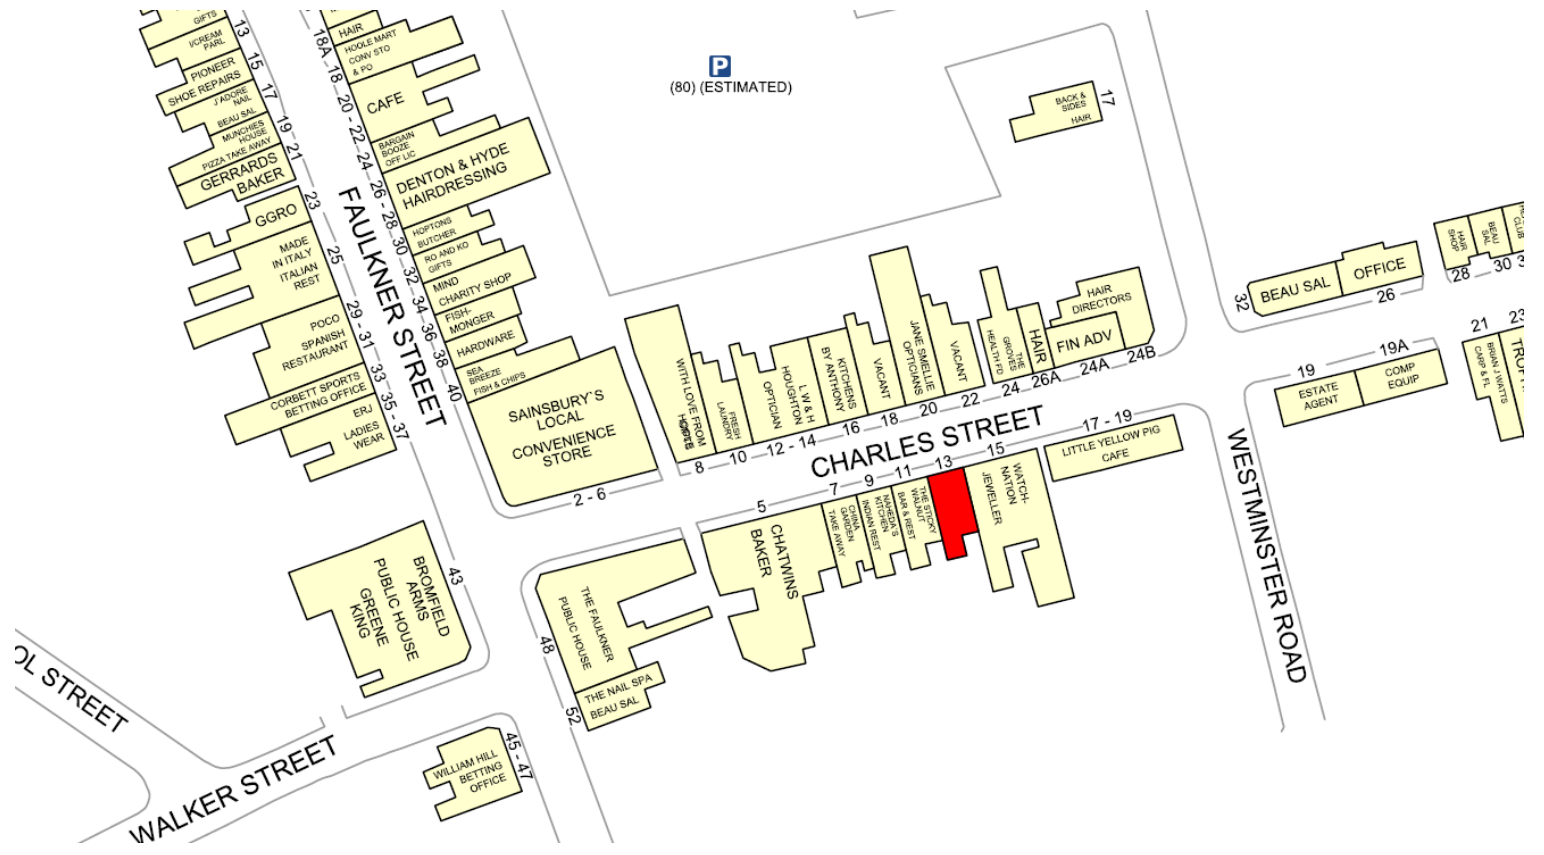 GIFTS
I/CREAM
PARL
PIONEER
SHOE REPAIRS
J'ADORE
NAIL
BEAU SAL
MUNCHIES
HOUSE
PIZZA TAKE AWAY
GERRARDS
BAKER
GGRO
MADE
IN ITALY
ITALIAN
REST
POCO
SPANISH
RESTAURANT
CORBETT SPORTS
BETTING OFFICE
ERJ
LADIES
WEAR
13
15
17
19
21
23
25
29 - 31
33
35 - 37
43
FAULKNER STREET
18A
18
20 - 22
24
26 - 28
30
32
34
36
38
40
HAIR
HOOLE MART
CONV STO
& PO
CAFE
BARGAIN
BOOZE
OFF LIC
DENTON & HYDE
HAIRDRESSING
HOPTONS
BUTCHER
RO AND KO
GIFTS
MIND
CHARITY SHOP
FISH-
MONGER
HARDWARE
SEA
BREEZE
FISH & CHIPS
SAINSBURY'S
LOCAL
CONVENIENCE
STORE
2 - 6
P
(80) (ESTIMATED)
BACK &
SIDES
HAIR
17
WITH LOVE FROM
FRESH
LAUNDRY
OPTICIAN
L W & H
HOUGHTON
KITCHENS
BY ANTHONY
VACANT
JANE SMELLIE
OPTICIANS
VACANT
THE
GROVES
HEALTH FD
HAIR
HAIR
DIRECTORS
FIN ADV
8
10
12 - 14
16
18
20
22
24
26A
24A
24B
CHARLES STREET
5
7
9
11
13
15
17 - 19
CHATWINS
BAKER
CHINA
GARDEN
TAKE AWAY
NAHEDA'S
KITCHEN
INDIAN REST
THE STICKY
WALNUT
BAR & REST
WATCH-
NATION
JEWELLER
LITTLE YELLOW PIG
CAFE
32
BEAU SAL
OFFICE
26
HAIR
SHOP
BEAU
SAL
CLUB
28
30
19
19A
21
23
ESTATE
AGENT
COMP
EQUIP
BRIAN J WATTS
CARP & FL
WESTMINSTER ROAD
BROMFIELD
ARMS
PUBLIC HOUSE
GREENE
KING
THE FAULKNER
PUBLIC HOUSE
48
THE NAIL SPA
BEAU SAL
52
45 - 47
WILLIAM HILL
BETTING
OFFICE
OL STREET
WALKER STREET